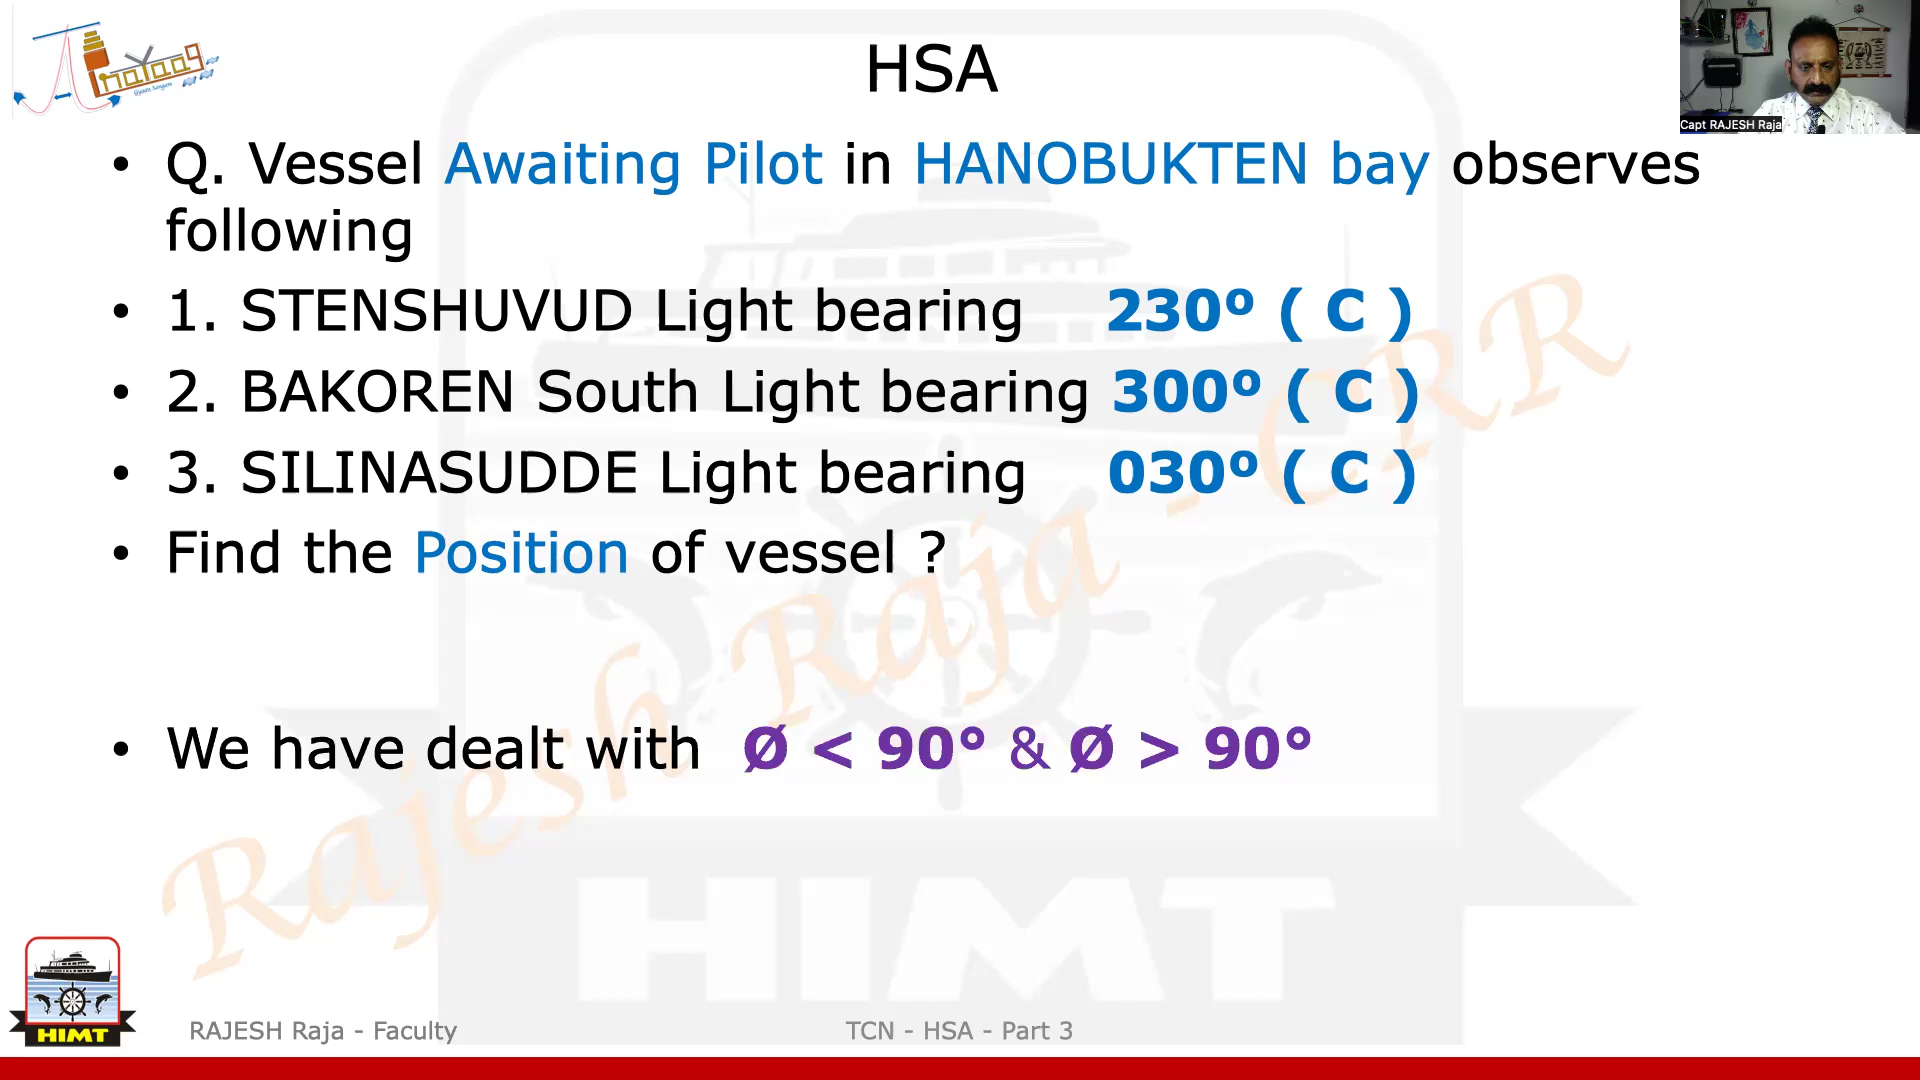 HSA
Capt RAJESH Raja
• Q. Vessel Awaiting Pilot in HANOBUKTEN bay observes
following
• 1. STENSHUVUD Light bearing 230º ( C )
• 2. BAKOREN South Light bearing 300º ( C )
• 3. SILINASUDDE Light bearing 030º ( C )
• Find the Position of vessel ?
• We have dealt with Ø < 90° & Ø > 90°
Rajesh Raja - CRR
HIMT
HIMT
RAJESH Raja - Faculty
TCN - HSA - Part 3